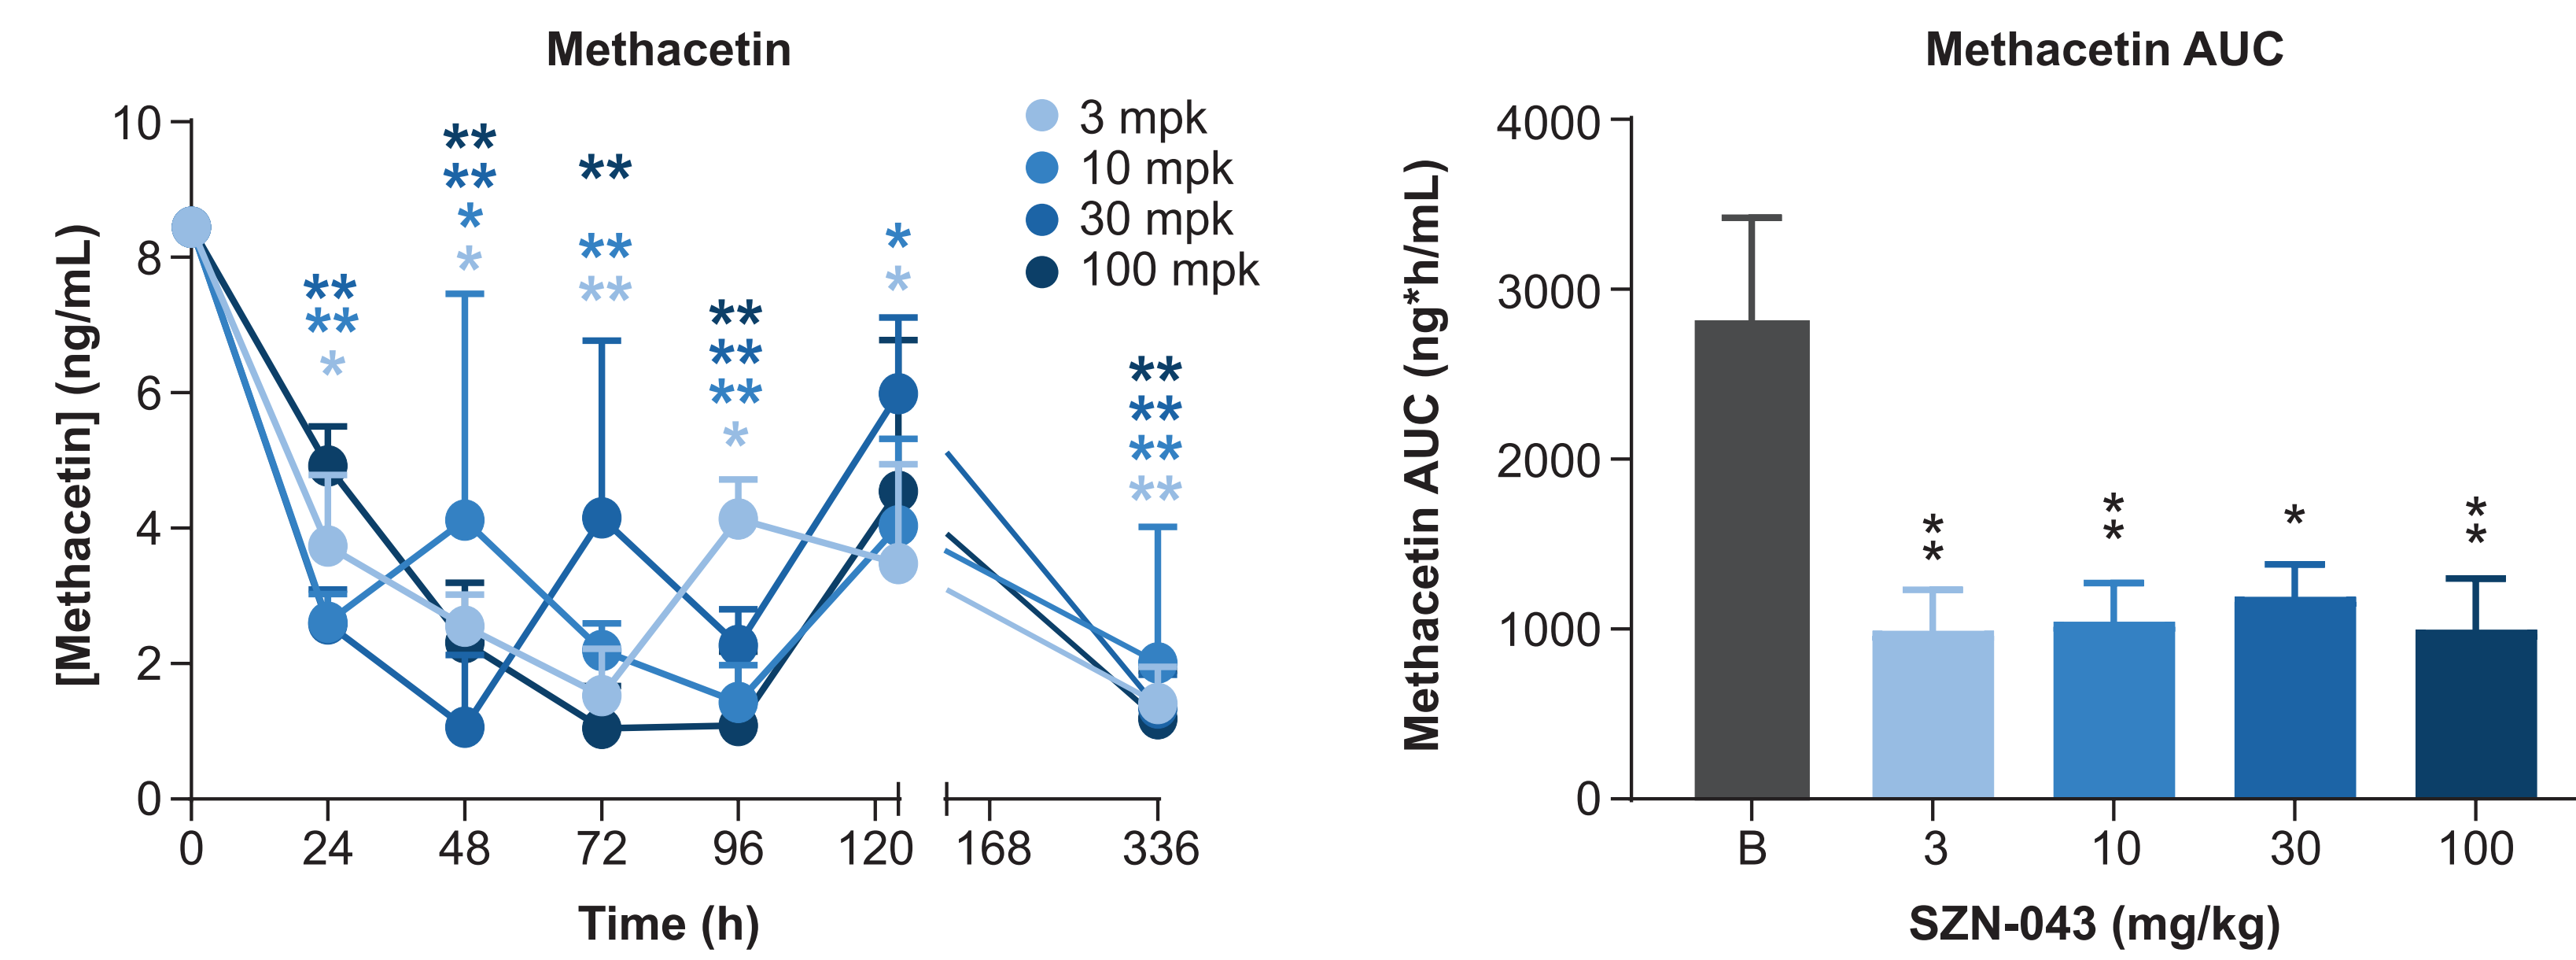 Methacetin
[Methacetin] (ng/mL)
10
8
6
4
2
0
**
**
*
**
**
*
*
**
**
**
**
**
**
*
*
*
**
**
**
**
3 mpk
10 mpk
30 mpk
100 mpk
0 24 48 72 96 120 168 336
Time (h)
Methacetin AUC
Methacetin AUC (ng*h/mL)
4000
3000
2000
1000
0
** ** * **
B 3 10 30 100
SZN-043 (mg/kg)